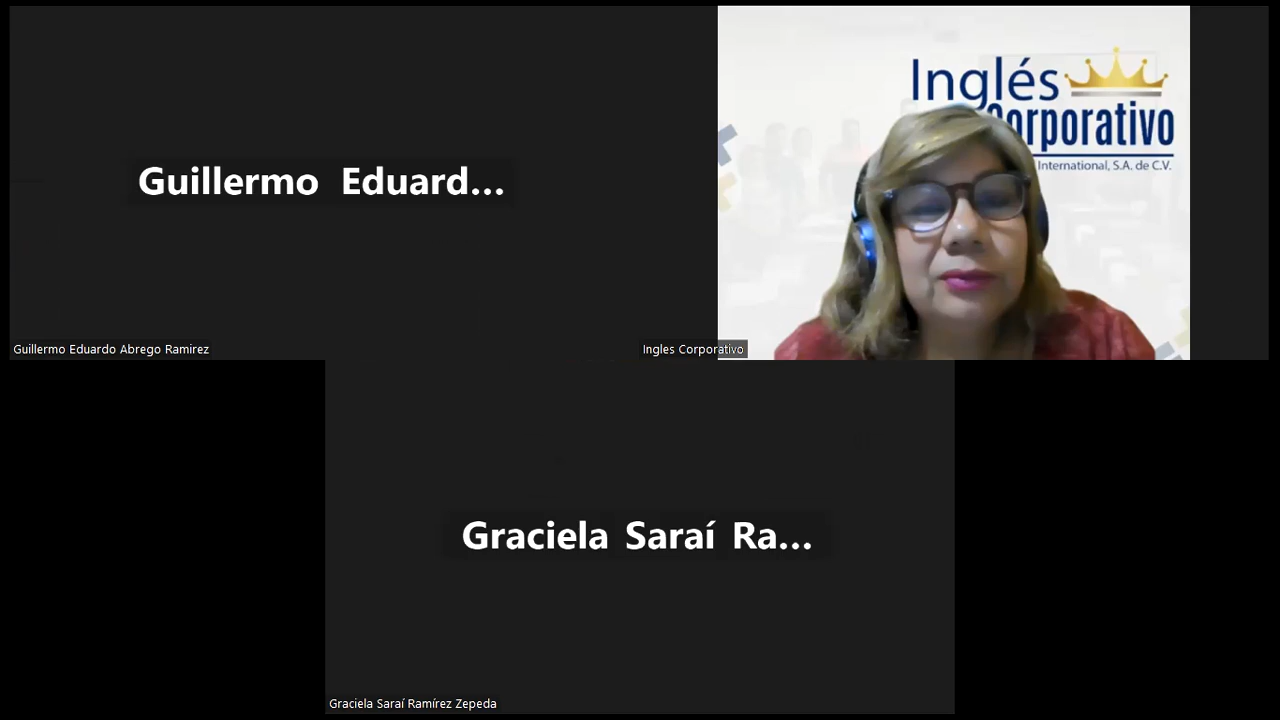 Guillermo Eduard...
Guillermo Eduardo Abrego Ramirez
Inglés
Corporativo
International, S.A. de C.V.
Ingles Corporativo
Graciela Saraí Ra...
Graciela Saraí Ramírez Zepeda